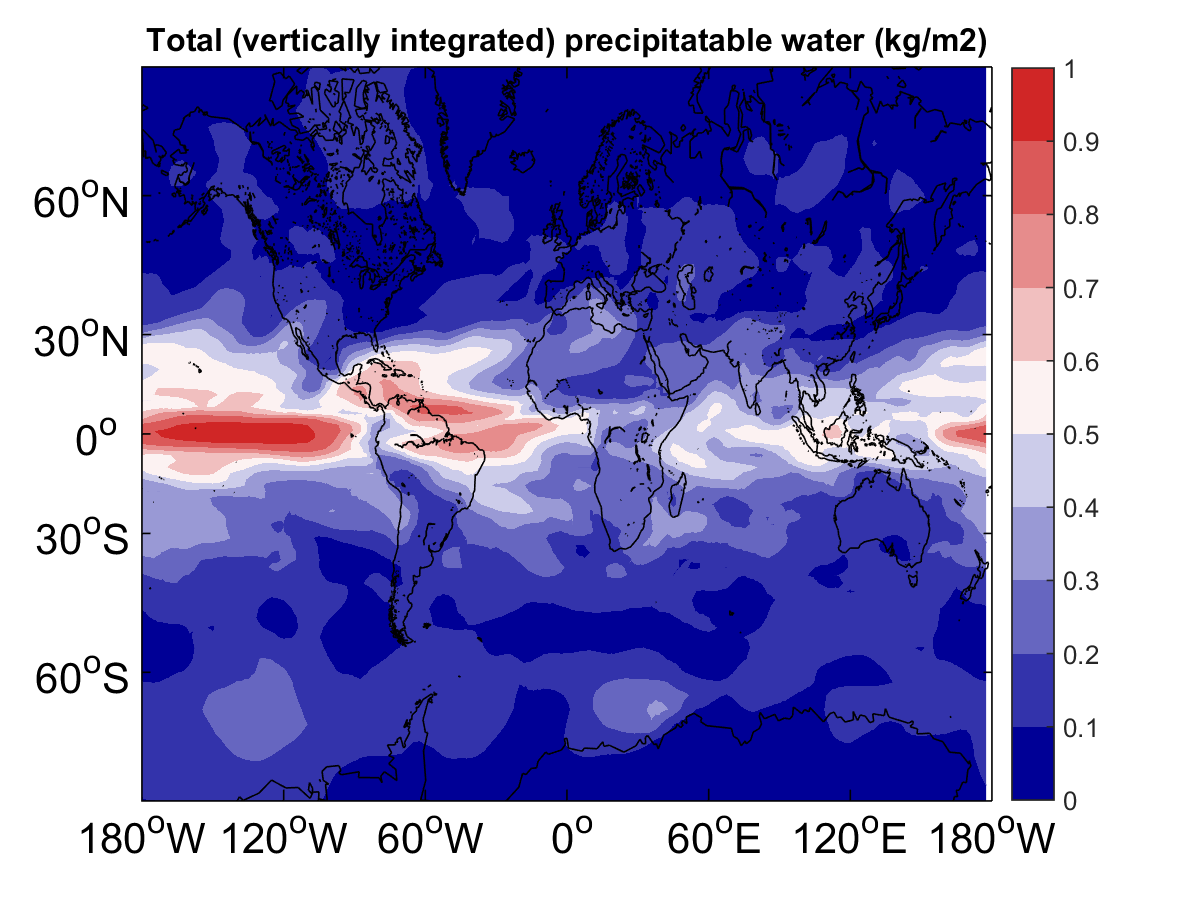 Total (vertically integrated) precipitatable water (kg/m2)
1
0.9
0.8
0.7
0.6
0.5
0.4
0.3
0.2
0.1
0
60°N
30°N
0°
30°S
60°S
180°W 120°W 60°W 0° 60°E 120°E 180°W